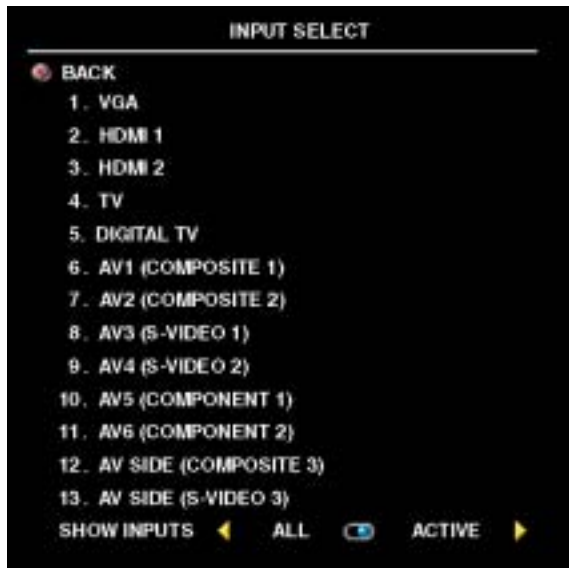 INPUT SELECT
BACK
1. VGA
2. HDMI 1
3. HDMI 2
4. TV
5. DIGITAL TV
6. AV1 (COMPOSITE 1)
7. AV2 (COMPOSITE 2)
8. AV3 (S-VIDEO 1)
9. AV4 (S-VIDEO 2)
10. AV5 (COMPONENT 1)
11. AV6 (COMPONENT 2)
12. AV SIDE (COMPOSITE 3)
13. AV SIDE (S-VIDEO 3)
SHOW INPUTS ALL ACTIVE